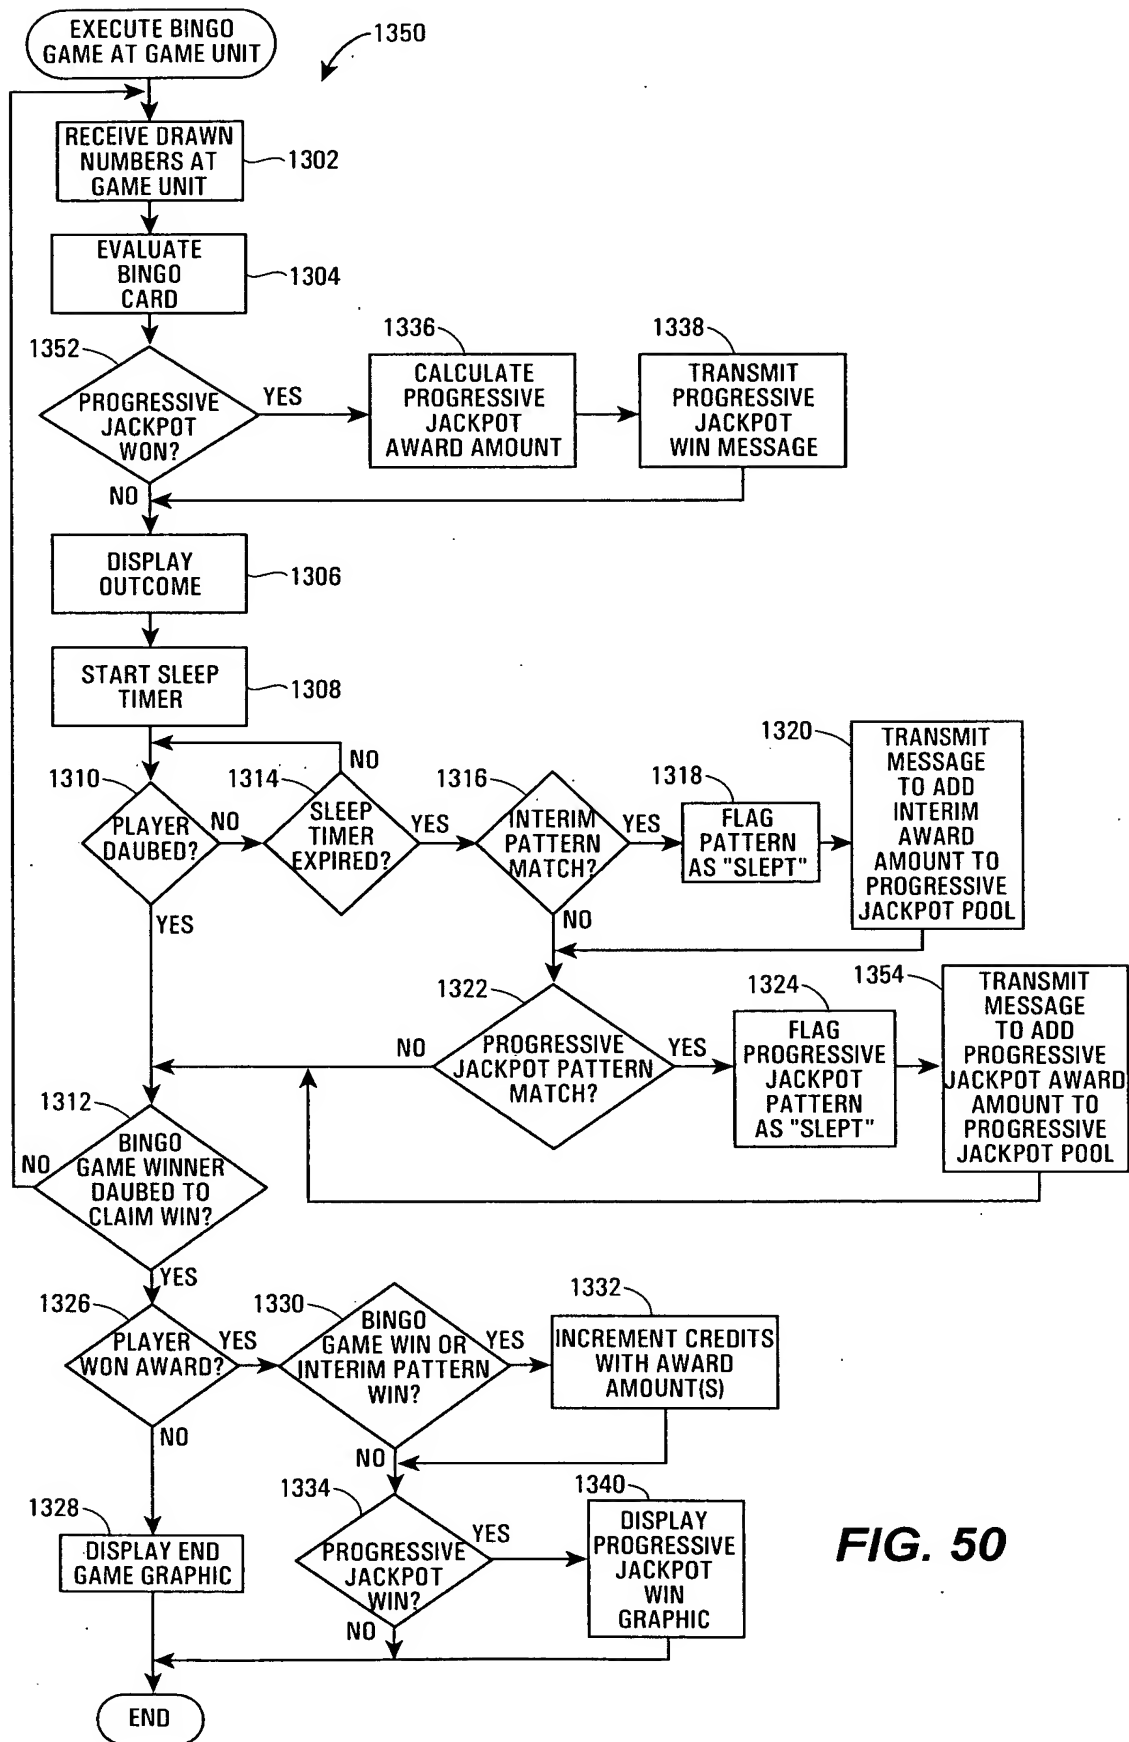 EXECUTE BINGO
GAME AT GAME UNIT
1350
RECEIVE DRAWN
NUMBERS AT
GAME UNIT
1302
EVALUATE
BINGO
CARD
1304
1352
PROGRESSIVE
JACKPOT
WON?
YES
NO
1336
CALCULATE
PROGRESSIVE
JACKPOT
AWARD AMOUNT
1338
TRANSMIT
PROGRESSIVE
JACKPOT
WIN MESSAGE
DISPLAY
OUTCOME
1306
START SLEEP
TIMER
1308
1310
PLAYER
DAUBED?
NO
YES
1314
SLEEP
TIMER
EXPIRED?
NO
YES
1316
INTERIM
PATTERN
MATCH?
YES
NO
1318
FLAG
PATTERN
AS "SLEPT"
1320
TRANSMIT
MESSAGE
TO ADD
INTERIM
AWARD
AMOUNT TO
PROGRESSIVE
JACKPOT POOL
1322
PROGRESSIVE
JACKPOT PATTERN
MATCH?
NO
YES
1324
FLAG
PROGRESSIVE
JACKPOT
PATTERN
AS "SLEPT"
1354
TRANSMIT
MESSAGE
TO ADD
PROGRESSIVE
JACKPOT AWARD
AMOUNT TO
PROGRESSIVE
JACKPOT POOL
1312
BINGO
GAME WINNER
DAUBED TO
CLAIM WIN?
NO
YES
1326
PLAYER
WON AWARD?
YES
NO
1330
BINGO
GAME WIN OR
INTERIM PATTERN
WIN?
YES
NO
1332
INCREMENT CREDITS
WITH AWARD
AMOUNT(S)
1334
PROGRESSIVE
JACKPOT
WIN?
YES
NO
1340
DISPLAY
PROGRESSIVE
JACKPOT
WIN
GRAPHIC
1328
DISPLAY END
GAME GRAPHIC
END
FIG. 50